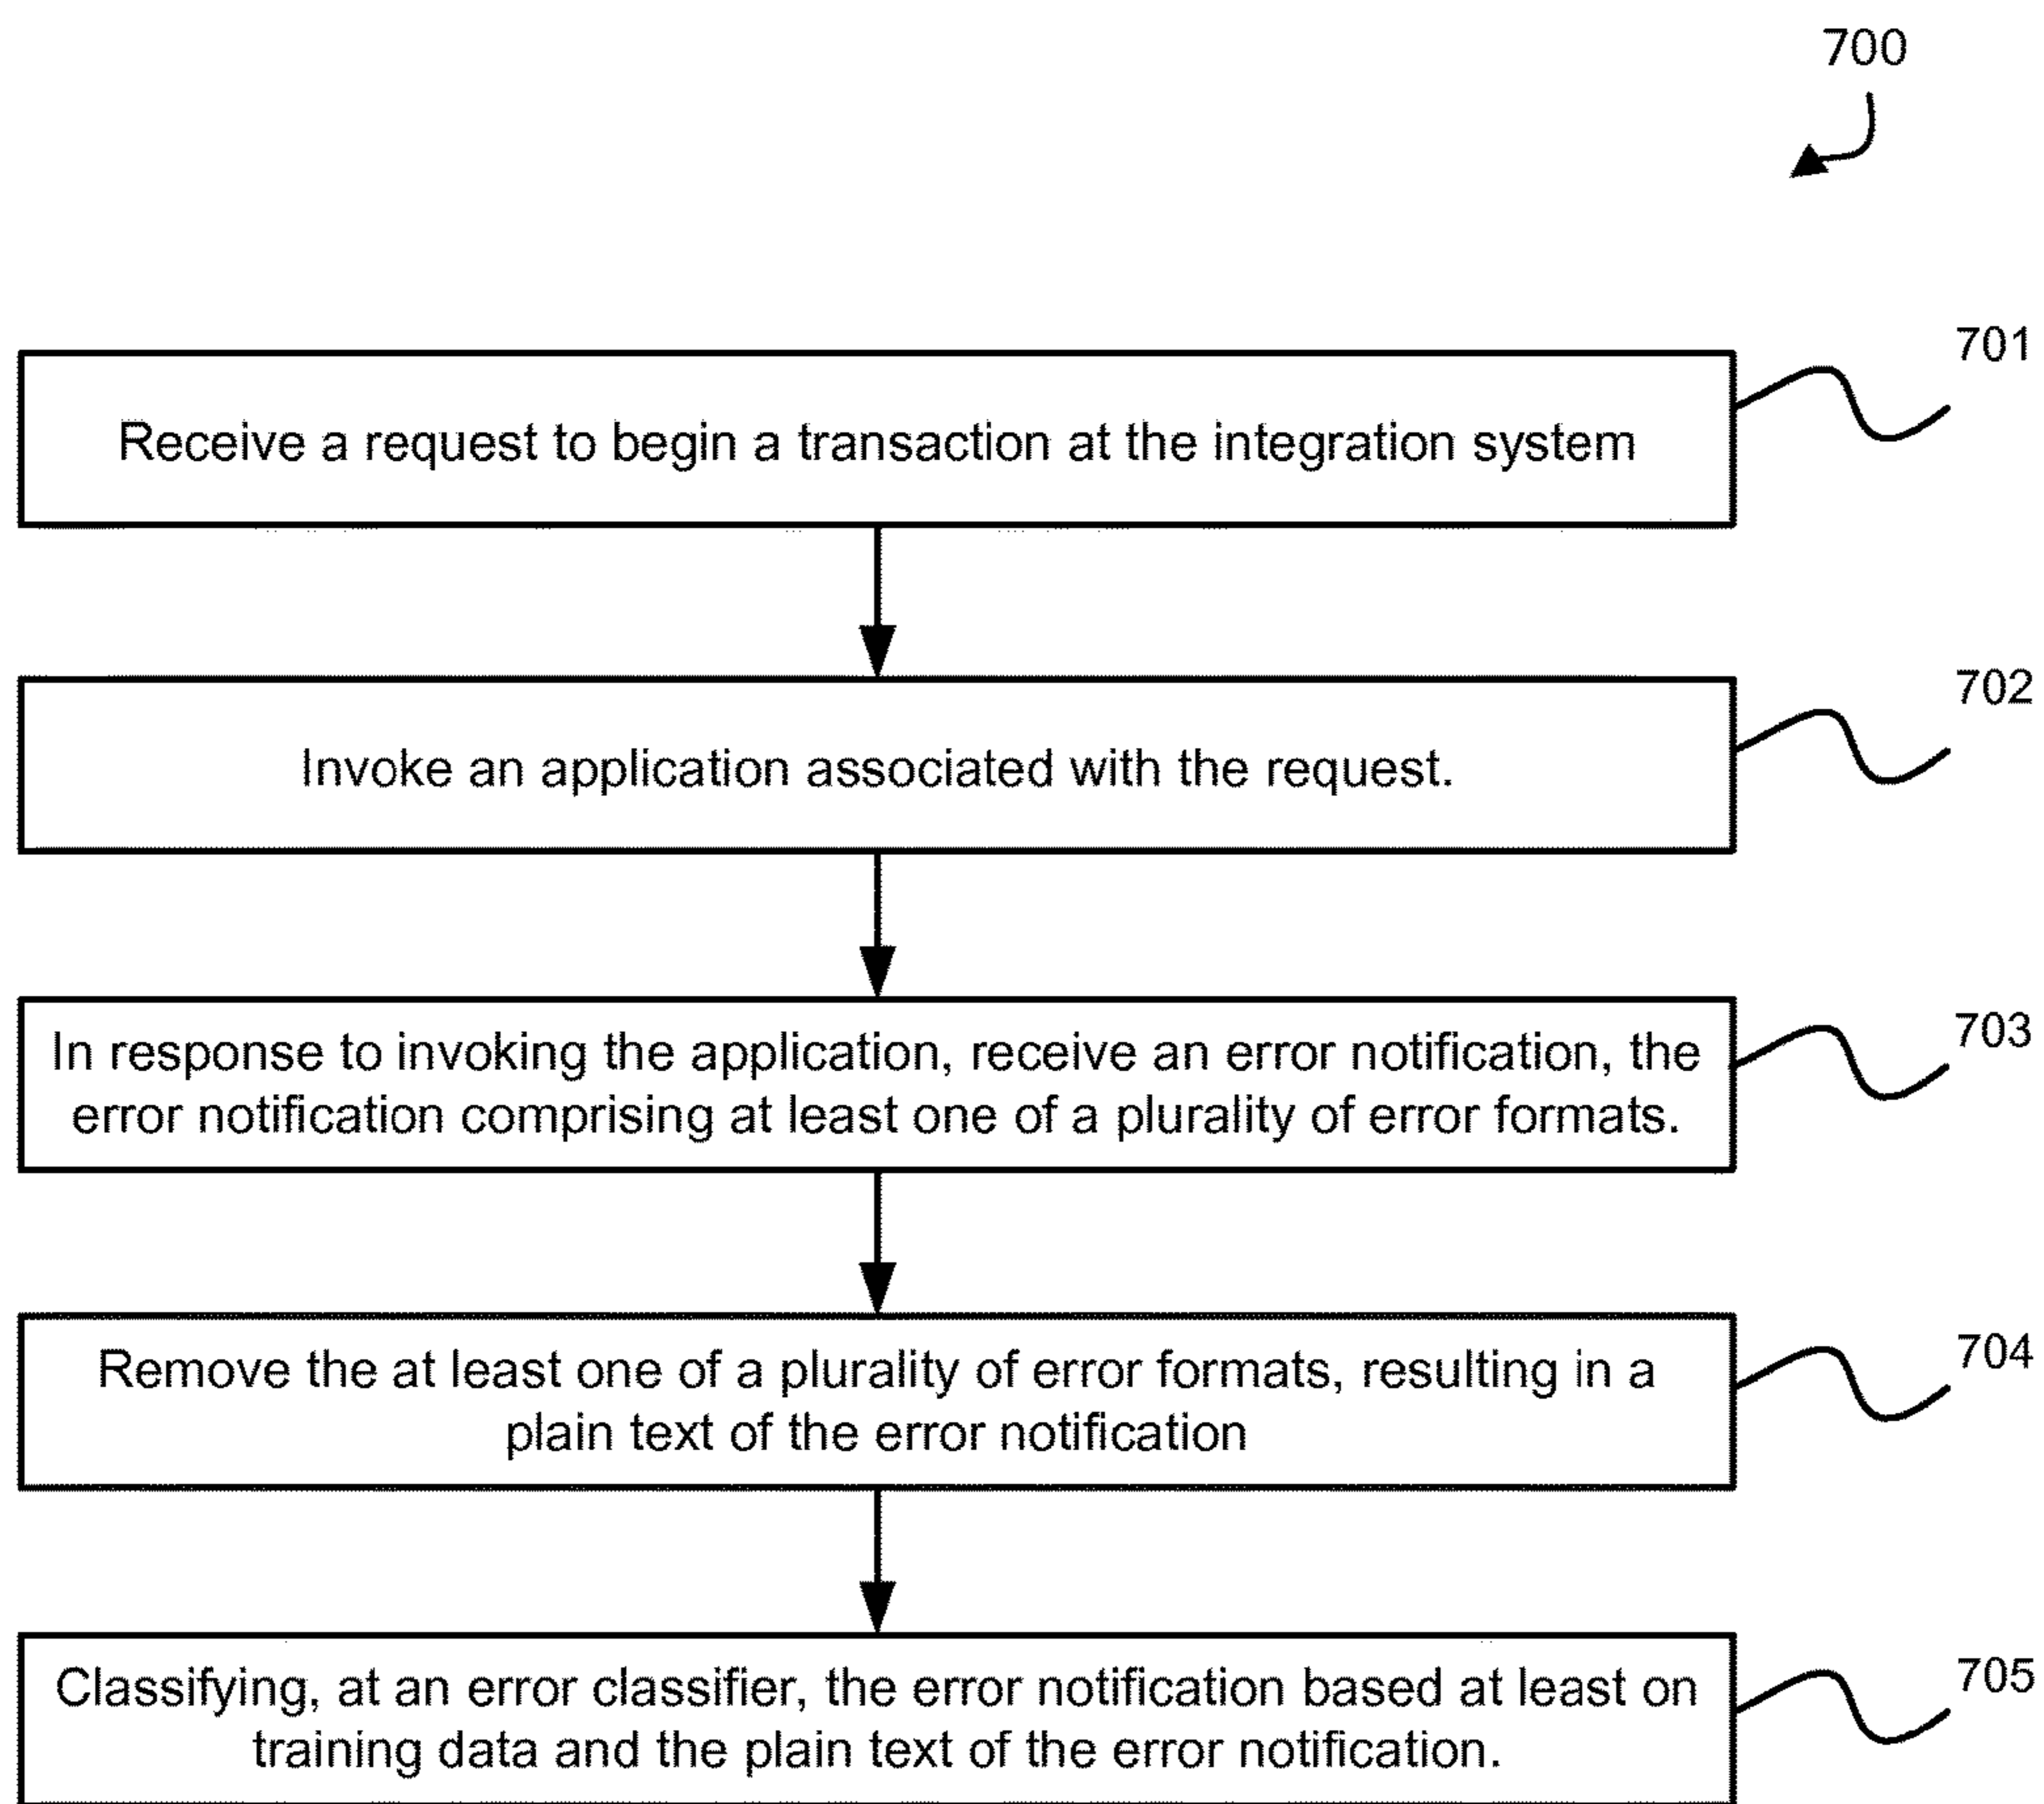 700
701
Receive a request to begin a transaction at the integration system
702
Invoke an application associated with the request.
703
In response to invoking the application, receive an error notification, the
error notification comprising at least one of a plurality of error formats.
704
Remove the at least one of a plurality of error formats, resulting in a
plain text of the error notification
705
Classifying, at an error classifier, the error notification based at least on
training data and the plain text of the error notification.